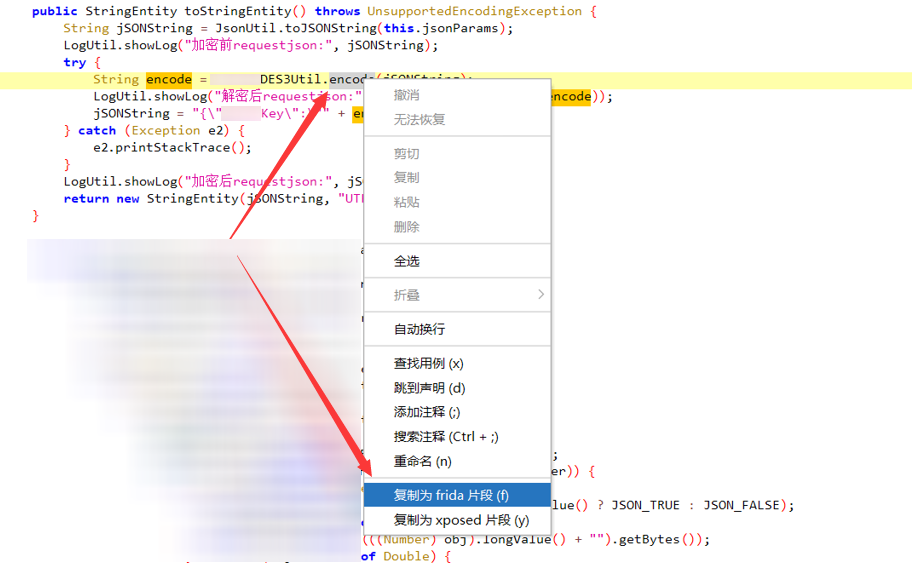 public StringEntity toStringEntity() throws UnsupportedEncodingException {
String jSONString = JsonUtil.toJSONString(this.jsonParams);
LogUtil.showLog("加密前requestjson:", jSONString);
try {
String encode = DES3Util.encode(jSONString);
LogUtil.showLog("解密后requestjson:" encode));
jSONString = "{\" Key\":\"" + en
} catch (Exception e2) {
e2.printStackTrace();
}
LogUtil.showLog("加密后requestjson:", jS
return new StringEntity(jSONString, "UT
}
撤消
无法恢复
剪切
复制
粘贴
删除
全选
折叠
自动换行
查找用例 (x)
跳到声明 (d)
添加注释 (;)
搜索注释 (Ctrl + ;)
重命名 (n)
复制为 frida 片段 (f)
复制为 xposed 片段 (y)
;
er)) {
lue() ? JSON_TRUE : JSON_FALSE);
(((Number) obj).longValue() + "").getBytes());
of Double) {